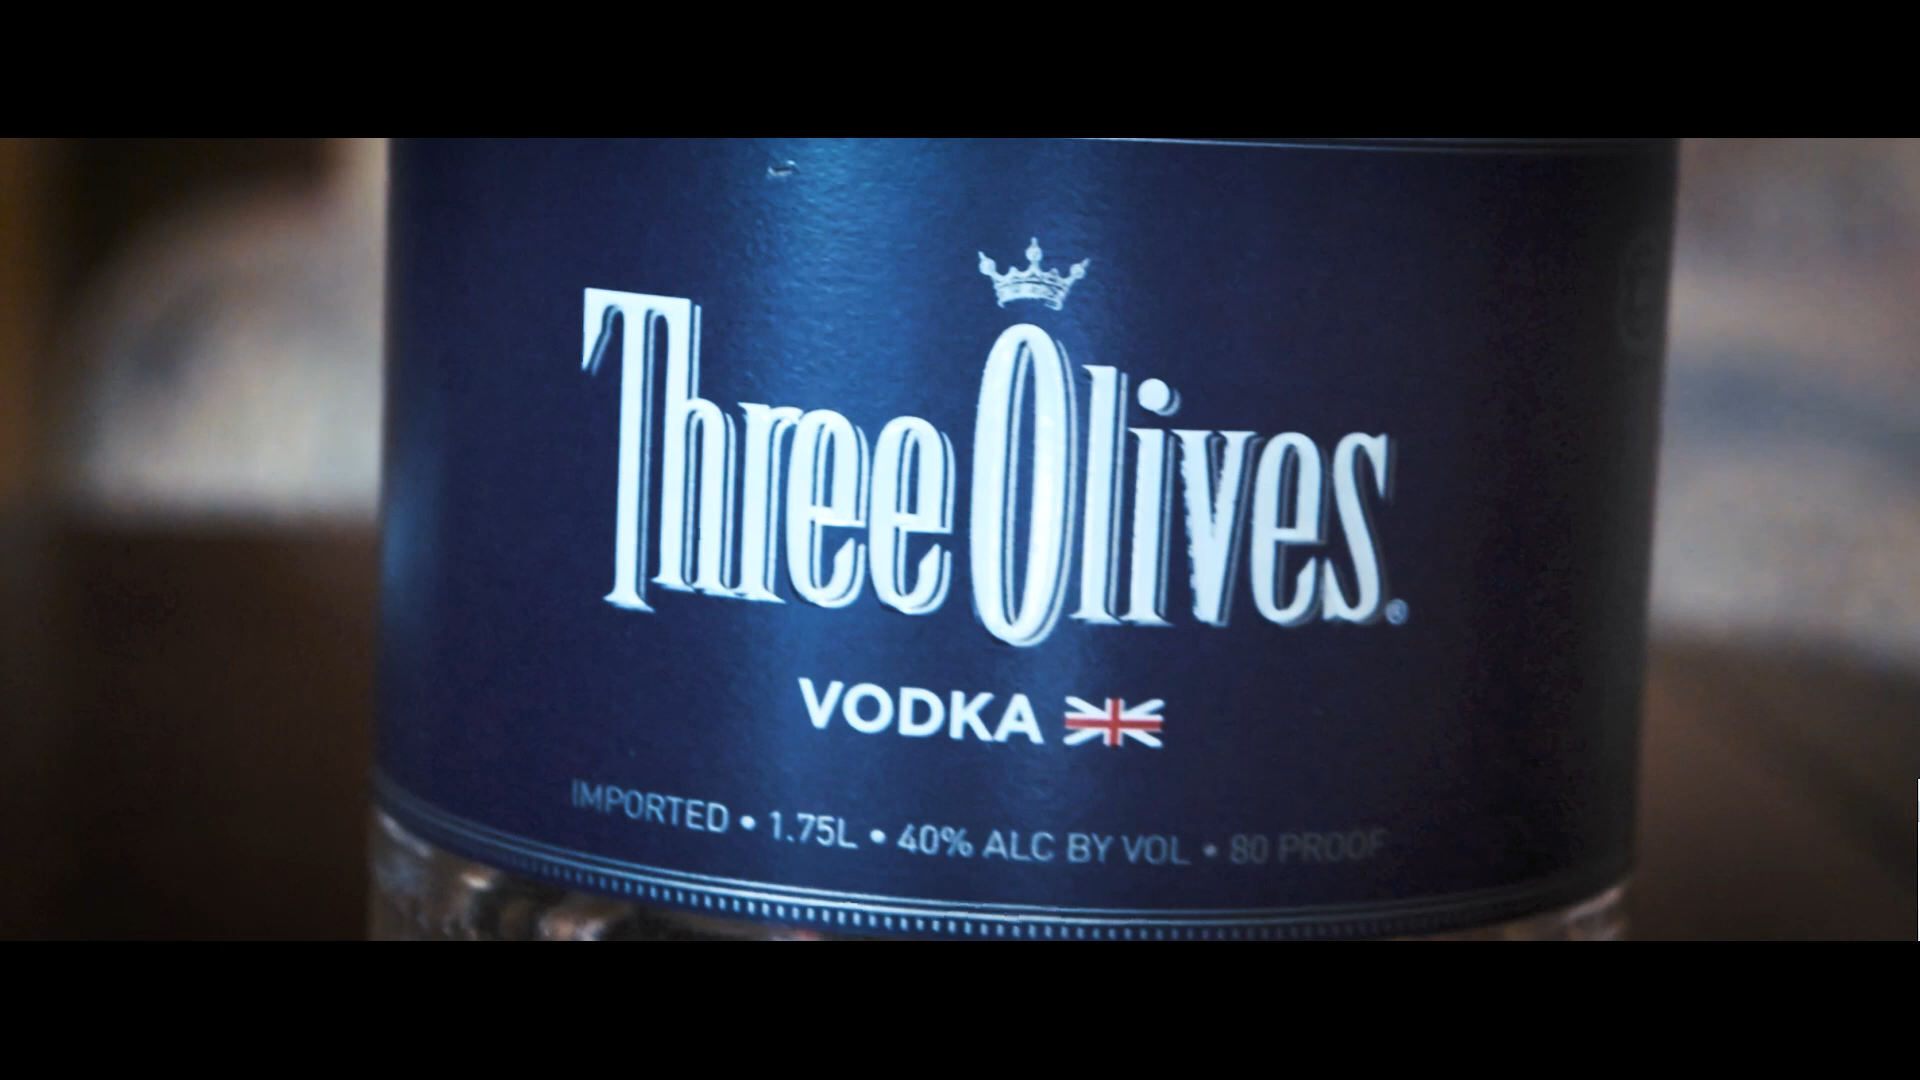 Three Olives®
VODKA
IMPORTED • 1.75L • 40% ALC BY VOL • 80 PROOF